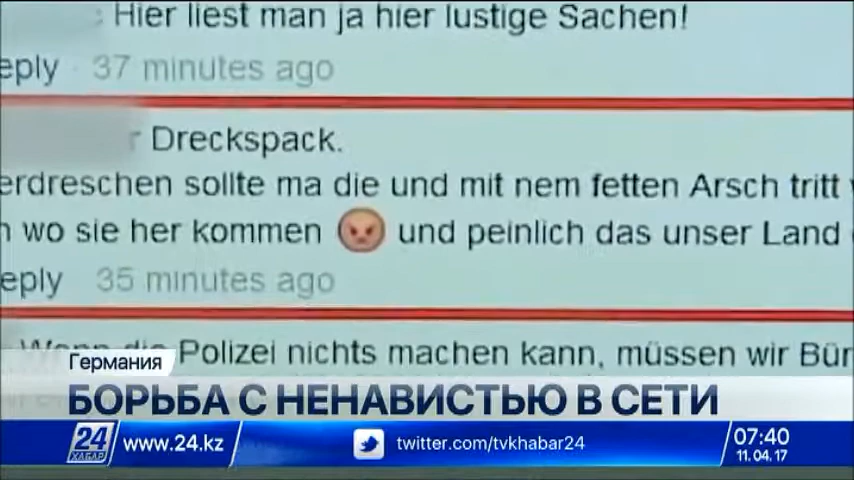 : Hier liest man ja hier lustige Sachen!
eply · 37 minutes ago
r Dreckspack.
erdreschen sollte ma die und mit nem fetten Arsch tritt
n wo sie her kommen 😡 und peinlich das unser Land
eply 35 minutes ago
Wenn die Polizei nichts machen kann, müssen wir Bür
Германия
БОРЬБА С НЕНАВИСТЬЮ В СЕТИ
24 ХАБАР www.24.kz twitter.com/tvkhabar24 07:40
11.04.17